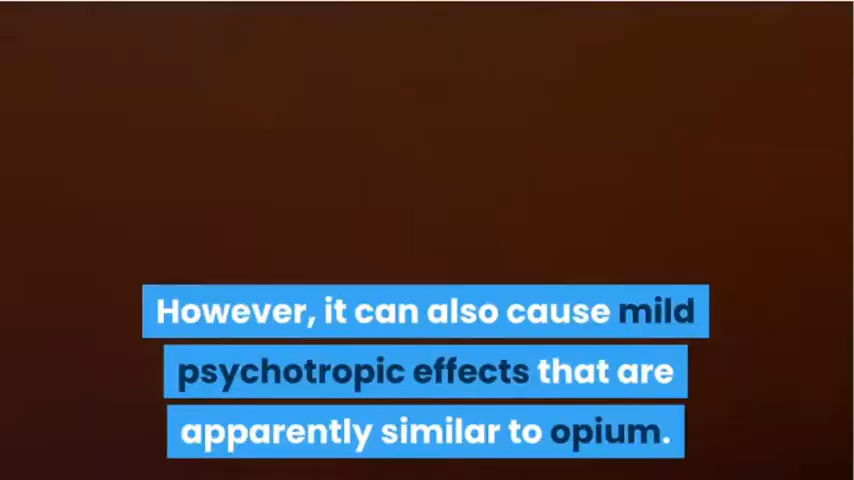 However, it can also cause mild
psychotropic effects that are
apparently similar to opium.